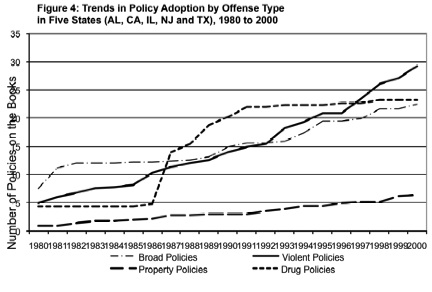 Figure 4: Trends in Policy Adoption by Offense Type
in Five States (AL, CA, IL, NJ and TX), 1980 to 2000
Number of Policies on the Books
35
30
25
20
15
10
5
0
1980 1981 1982 1983 1984 1985 1986 1987 1988 1989 1990 1991 1992 1993 1994 1995 1996 1997 1998 1999 2000
Broad Policies
Violent Policies
Property Policies
Drug Policies